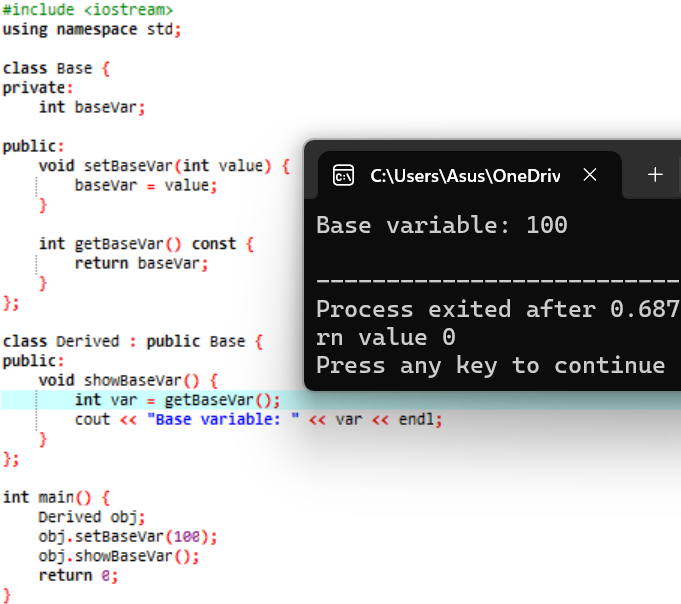 #include <iostream>
using namespace std;
class Base {
private:
    int baseVar;
public:
    void setBaseVar(int value) {
        baseVar = value;
    }
    int getBaseVar() const {
        return baseVar;
    }
};
class Derived : public Base {
public:
    void showBaseVar() {
        int var = getBaseVar();
        cout << "Base variable: " << var << endl;
    }
};
int main() {
    Derived obj;
    obj.setBaseVar(100);
    obj.showBaseVar();
    return 0;
}
C:\Users\Asus\OneDriv
Base variable: 100
--------------------------
Process exited after 0.687
rn value 0
Press any key to continue